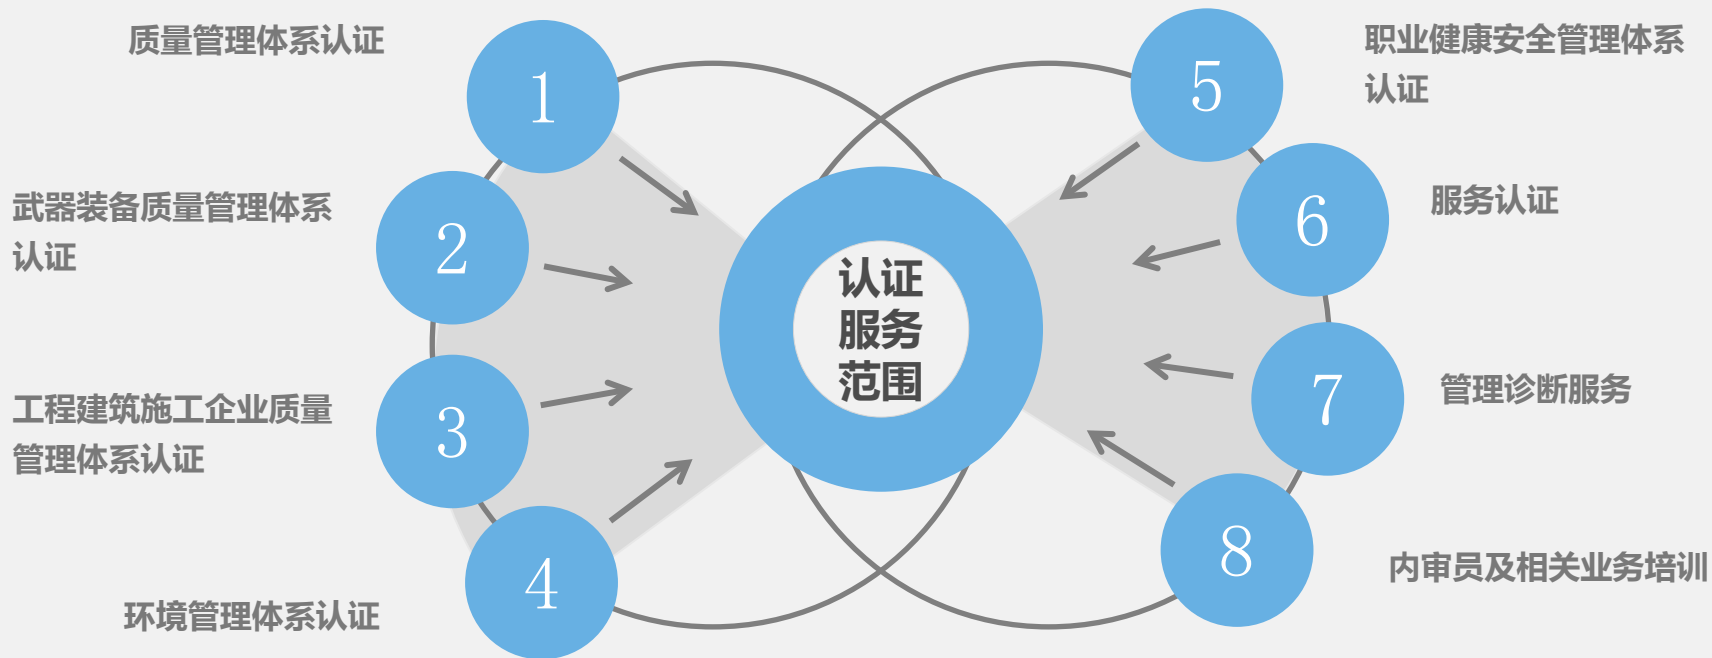 质量管理体系认证
1
武器装备质量管理体系
认证
2
工程建筑施工企业质量
管理体系认证
3
环境管理体系认证
4
认证
服务
范围
5
职业健康安全管理体系
认证
6
服务认证
7
管理诊断服务
8
内审员及相关业务培训